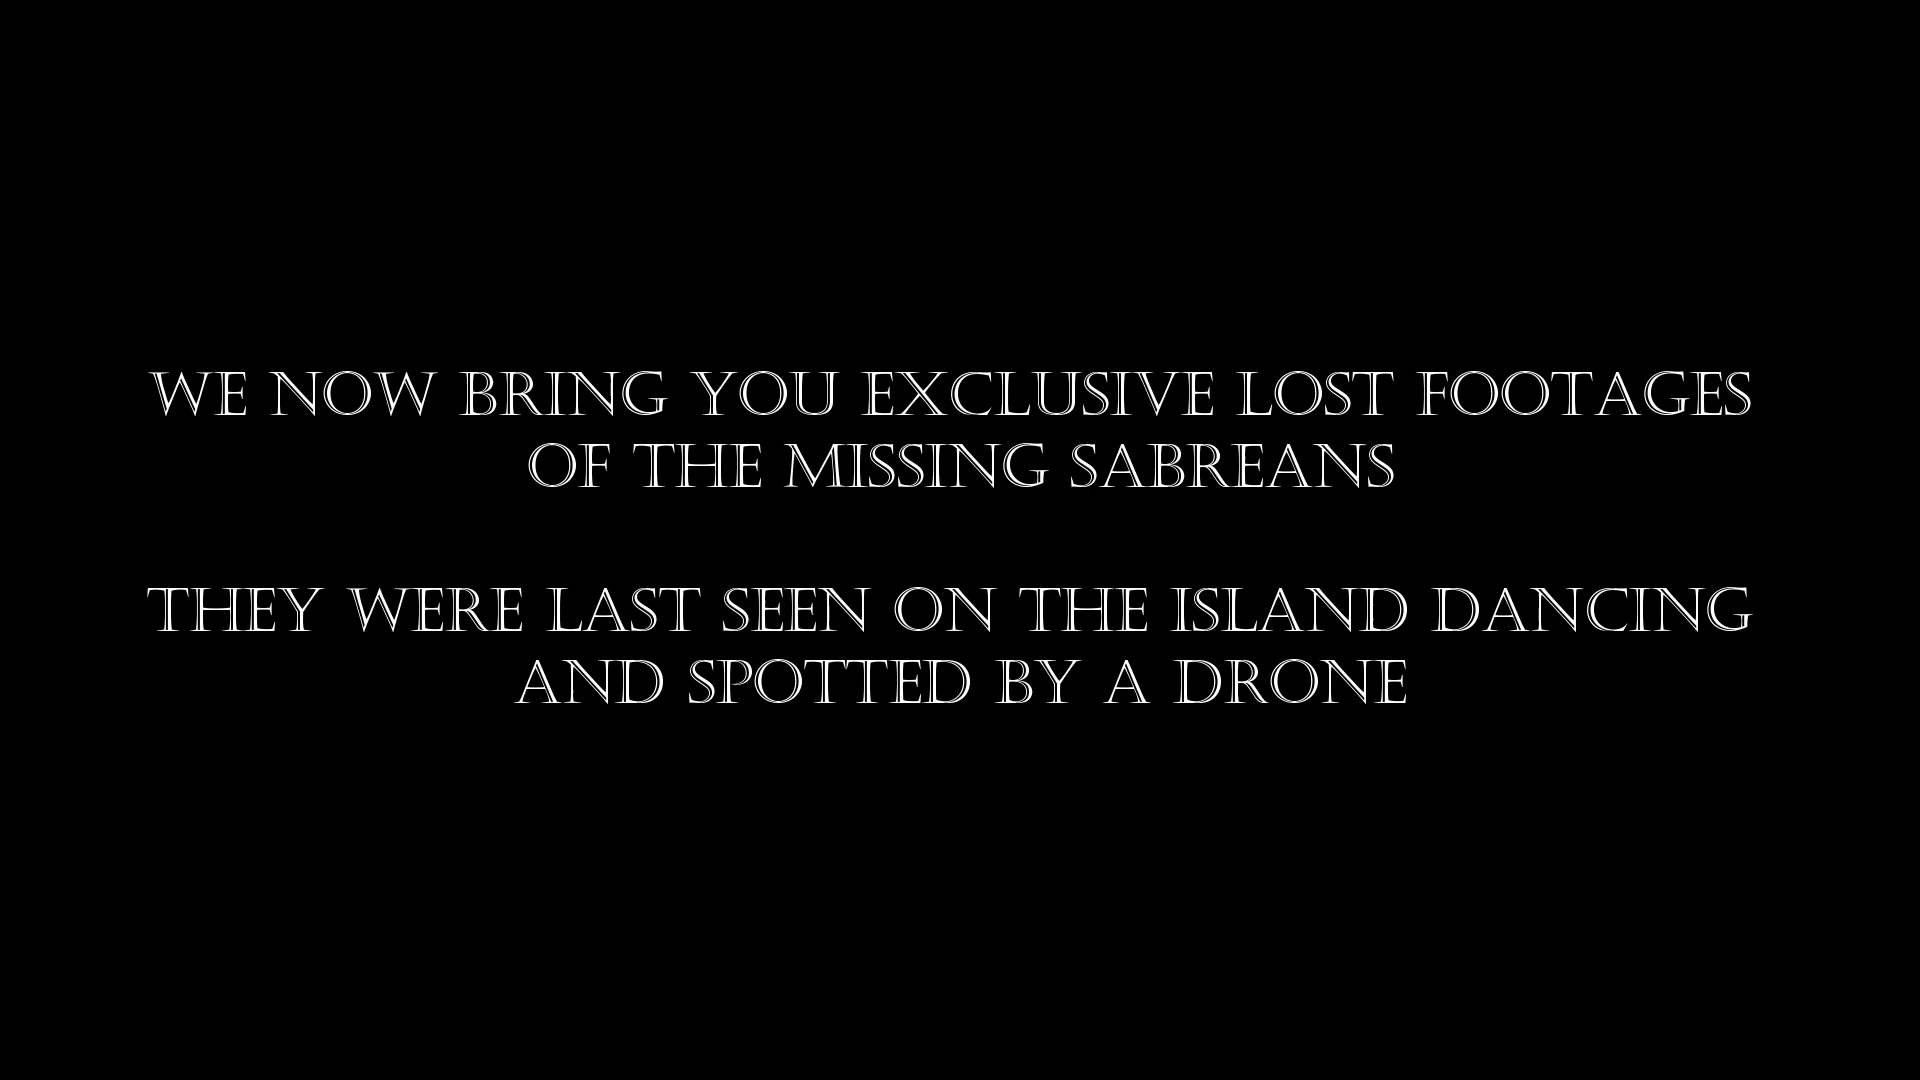 WE NOW BRING YOU EXCLUSIVE LOST FOOTAGES
OF THE MISSING SABREANS
THEY WERE LAST SEEN ON THE ISLAND DANCING
AND SPOTTED BY A DRONE